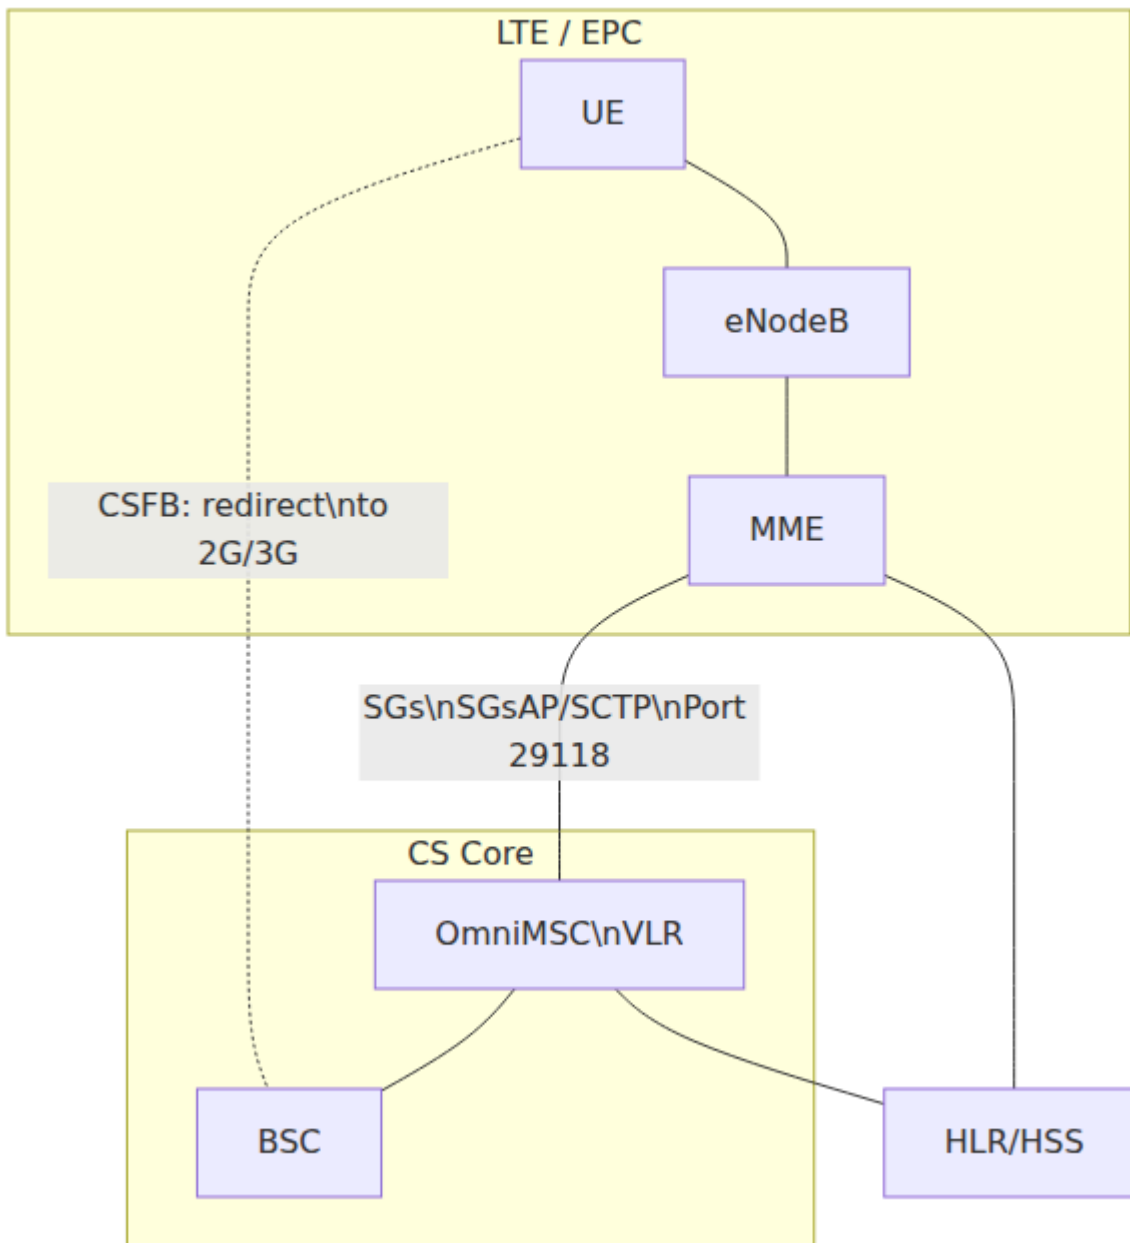 LTE / EPC
UE
eNodeB
CSFB: redirect\nto
2G/3G
MME
SGs\nSGsAP/SCTP\nPort
29118
CS Core
OmniMSC\nVLR
BSC
HLR/HSS